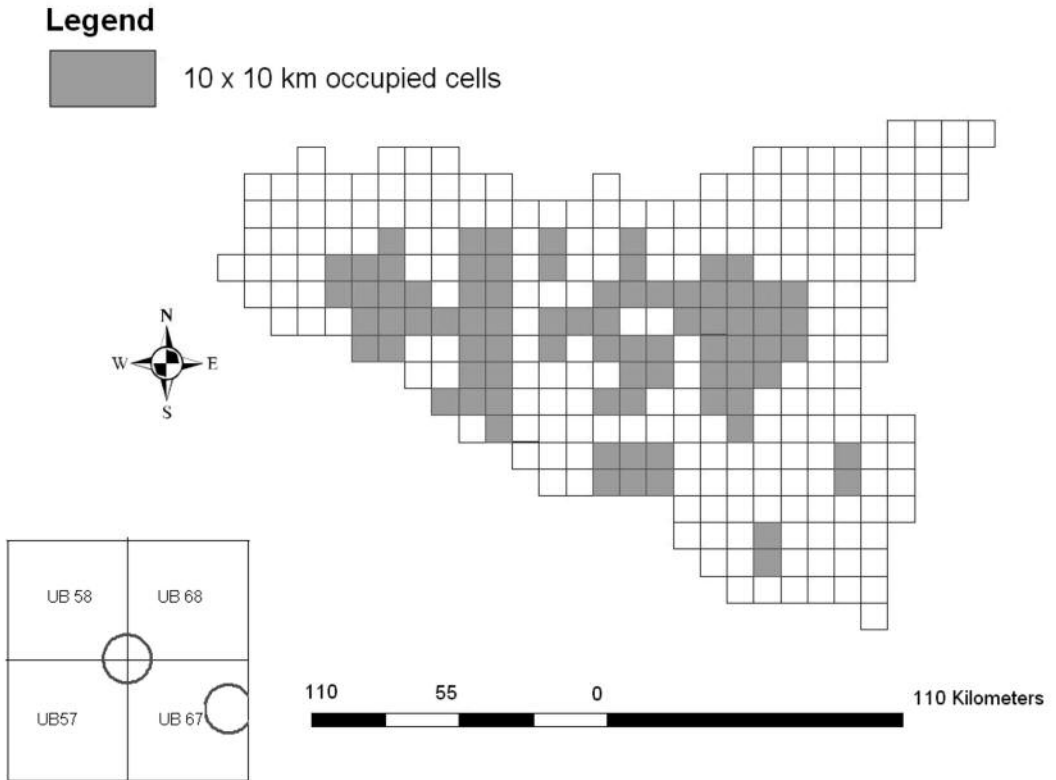 Legend
10 x 10 km occupied cells
N
W E
S
UB 58 UB 68
UB57 UB 67
110 55 0 110 Kilometers